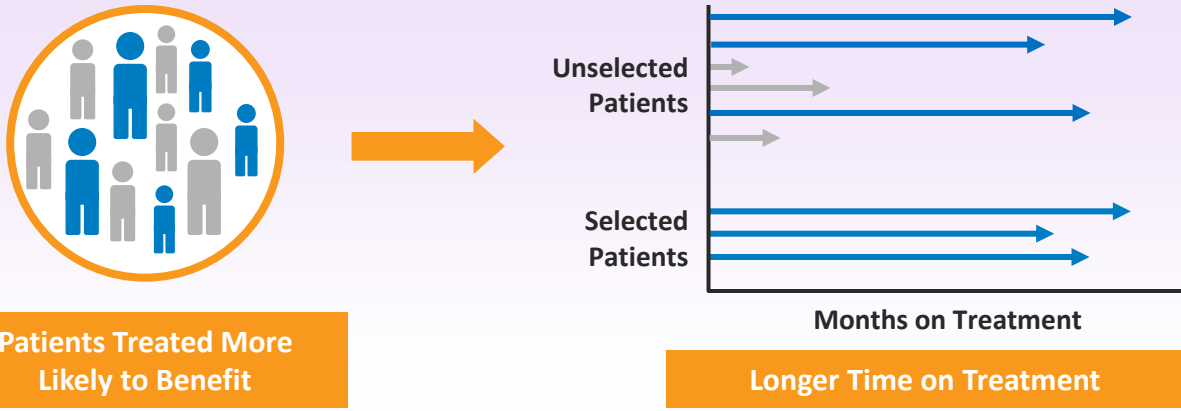 Unselected
Patients
Selected
Patients
Months on Treatment
Patients Treated More
Likely to Benefit
Longer Time on Treatment